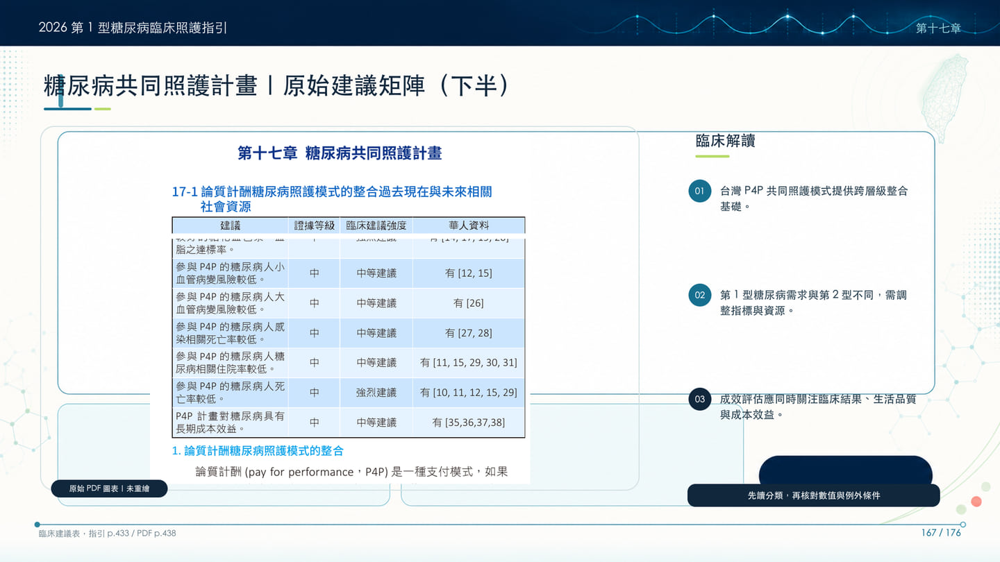 2026 第 1 型糖尿病臨床照護指引
第十七章
糖尿病共同照護計畫｜原始建議矩陣（下半）
第十七章 糖尿病共同照護計畫
17-1 論質計酬糖尿病照護模式的整合過去現在與未來相關
社會資源
建議 證據等級 臨床建議強度 華人資料
脂之達標率。
參與 P4P 的糖尿病人小
血管病變風險較低。 中 中等建議 有 [12, 15]
參與 P4P 的糖尿病人大
血管病變風險較低。 中 中等建議 有 [26]
參與 P4P 的糖尿病人感
染相關死亡率較低。 中 中等建議 有 [27, 28]
參與 P4P 的糖尿病人糖
尿病相關住院率較低。 中 中等建議 有 [11, 15, 29, 30, 31]
參與 P4P 的糖尿病人死
亡率較低。 中 強烈建議 有 [10, 11, 12, 15, 29]
P4P 計畫對糖尿病具有
長期成本效益。 中 中等建議 有 [35,36,37,38]
1. 論質計酬糖尿病照護模式的整合
論質計酬 (pay for performance，P4P) 是一種支付模式，如果
原始 PDF 圖表｜未重繪
臨床解讀
01 台灣 P4P 共同照護模式提供跨層級整合
基礎。
02 第 1 型糖尿病需求與第 2 型不同，需調
整指標與資源。
03 成效評估應同時關注臨床結果、生活品質
與成本效益。
先讀分類，再核對數值與例外條件
臨床建議表，指引 p.433 / PDF p.438
167 / 176